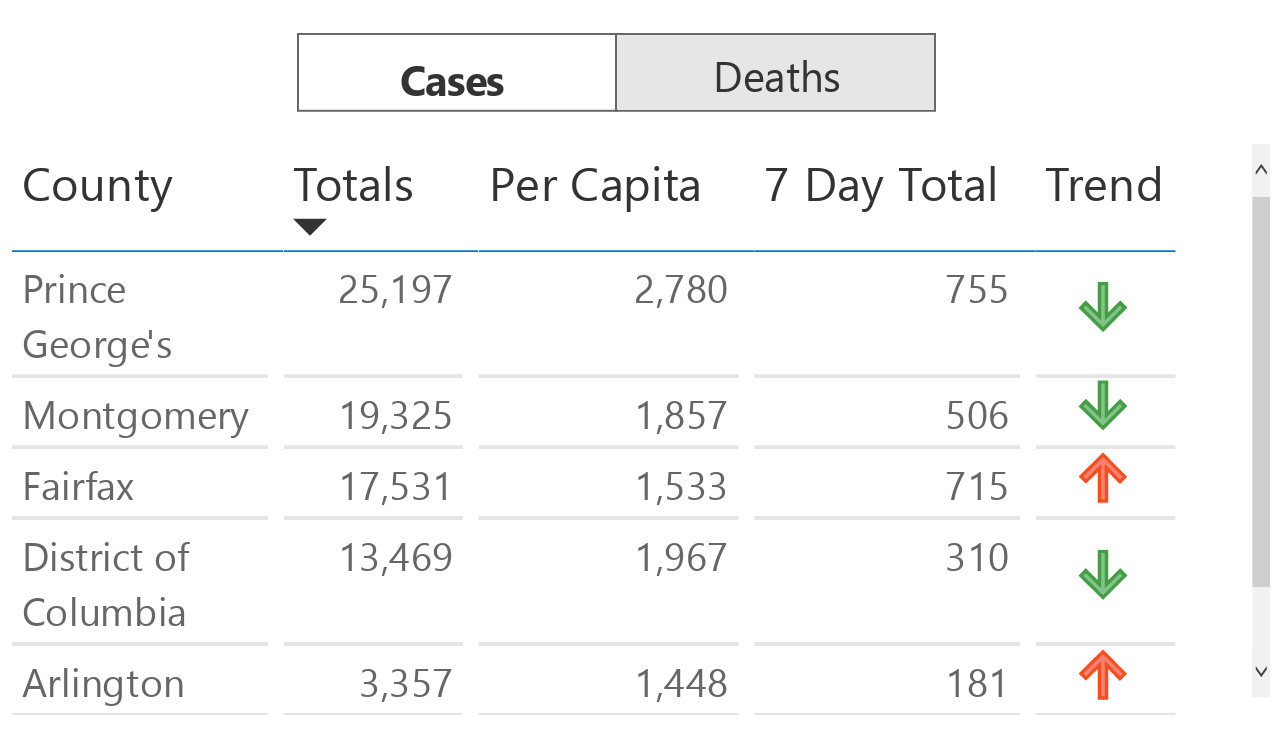 Cases Deaths
County Totals Per Capita 7 Day Total Trend
Prince 25,197 2,780 755
George's
Montgomery 19,325 1,857 506
Fairfax 17,531 1,533 715
District of 13,469 1,967 310
Columbia
Arlington 3,357 1,448 181